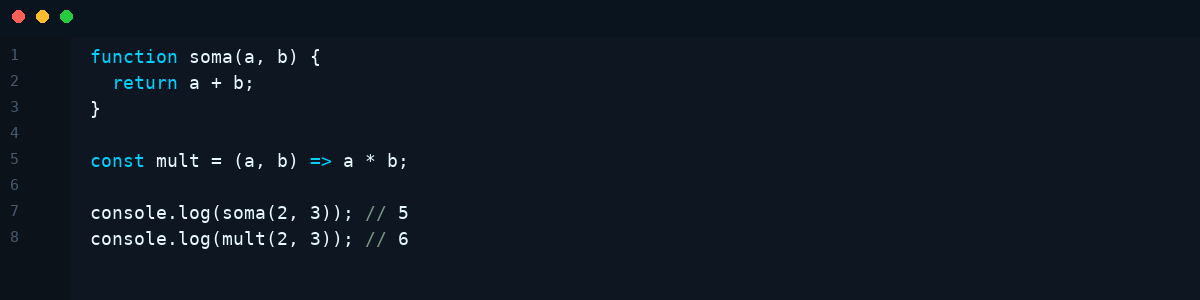 1 function soma(a, b) {
2   return a + b;
3 }
4
5 const mult = (a, b) => a * b;
6
7 console.log(soma(2, 3)); // 5
8 console.log(mult(2, 3)); // 6